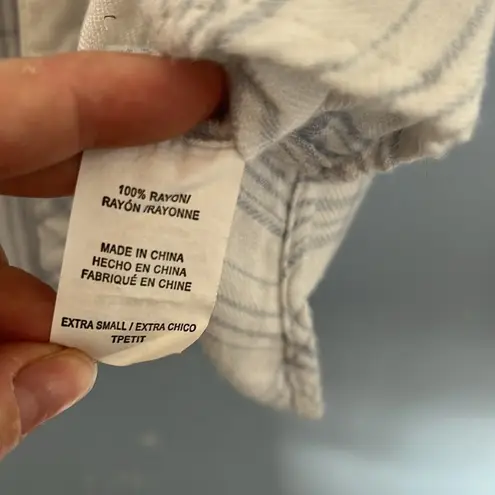 100% RAYON/
RAYÓN /RAYONNE
MADE IN CHINA
HECHO EN CHINA
FABRIQUÉ EN CHINE
EXTRA SMALL / EXTRA CHICO
TPETIT